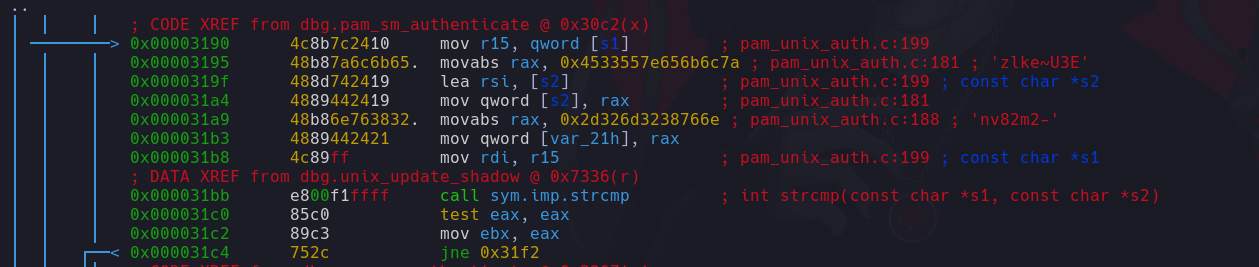 ..
; CODE XREF from dbg.pam_sm_authenticate @ 0x30c2(x)
> 0x00003190 4c8b7c2410 mov r15, qword [s1] ; pam_unix_auth.c:199
0x00003195 48b87a6c6b65. movabs rax, 0x4533557e656b6c7a ; pam_unix_auth.c:181 ; 'zlke~U3E'
0x0000319f 488d742419 lea rsi, [s2] ; pam_unix_auth.c:199 ; const char *s2
0x000031a4 4889442419 mov qword [s2], rax ; pam_unix_auth.c:181
0x000031a9 48b86e763832. movabs rax, 0x2d326d3238766e ; pam_unix_auth.c:188 ; 'nv82m2-'
0x000031b3 4889442421 mov qword [var_21h], rax
0x000031b8 4c89ff mov rdi, r15 ; pam_unix_auth.c:199 ; const char *s1
; DATA XREF from dbg.unix_update_shadow @ 0x7336(r)
0x000031bb e800f1ffff call sym.imp.strcmp ; int strcmp(const char *s1, const char *s2)
0x000031c0 85c0 test eax, eax
0x000031c2 89c3 mov ebx, eax
< 0x000031c4 752c jne 0x31f2